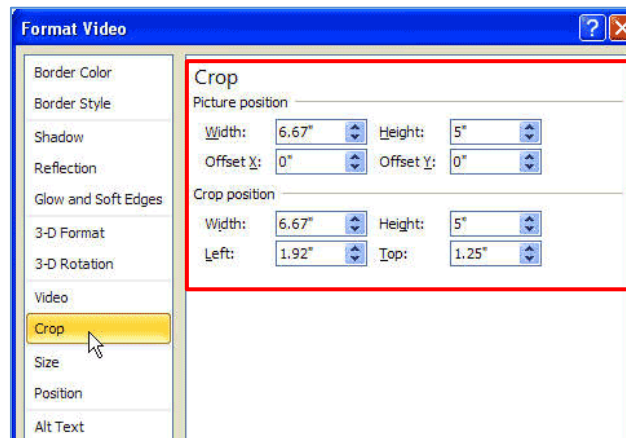 Format Video
?
Border Color
Border Style
Shadow
Reflection
Glow and Soft Edges
3-D Format
3-D Rotation
Video
Crop
Size
Position
Alt Text
Crop
Picture position
Width: 6.67" Height: 5"
Offset X: 0" Offset Y: 0"
Crop position
Width: 6.67" Height: 5"
Left: 1.92" Top: 1.25"